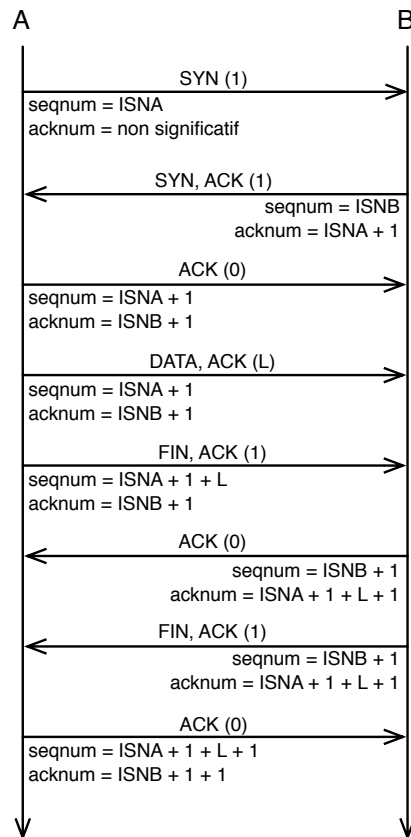 A
B
SYN (1)
seqnum = ISNA
acknum = non significatif
SYN, ACK (1)
seqnum = ISNB
acknum = ISNA + 1
ACK (0)
seqnum = ISNA + 1
acknum = ISNB + 1
DATA, ACK (L)
seqnum = ISNA + 1
acknum = ISNB + 1
FIN, ACK (1)
seqnum = ISNA + 1 + L
acknum = ISNB + 1
ACK (0)
seqnum = ISNB + 1
acknum = ISNA + 1 + L + 1
FIN, ACK (1)
seqnum = ISNB + 1
acknum = ISNA + 1 + L + 1
ACK (0)
seqnum = ISNA + 1 + L + 1
acknum = ISNB + 1 + 1